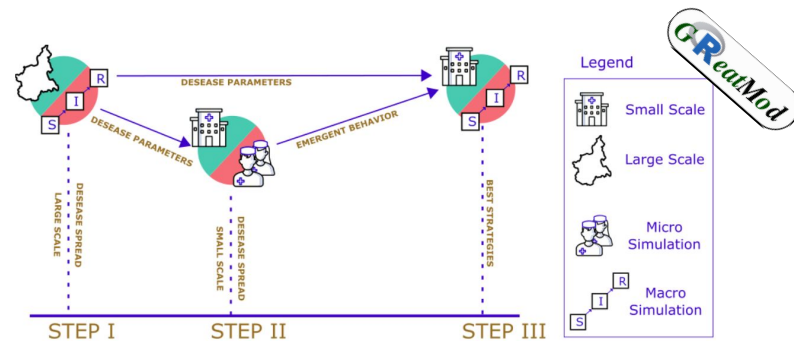 GReatMod
R
DESEASE PARAMETERS
I
S
DESEASE PARAMETERS
EMERGENT BEHAVIOR
R
I
S
DESEASE SPREAD
LARGE SCALE
DESEASE SPREAD
SMALL SCALE
BEST STRATEGIES
STEP I
STEP II
STEP III
Legend
Small Scale
Large Scale
Micro
Simulation
R
I
S
Macro
Simulation